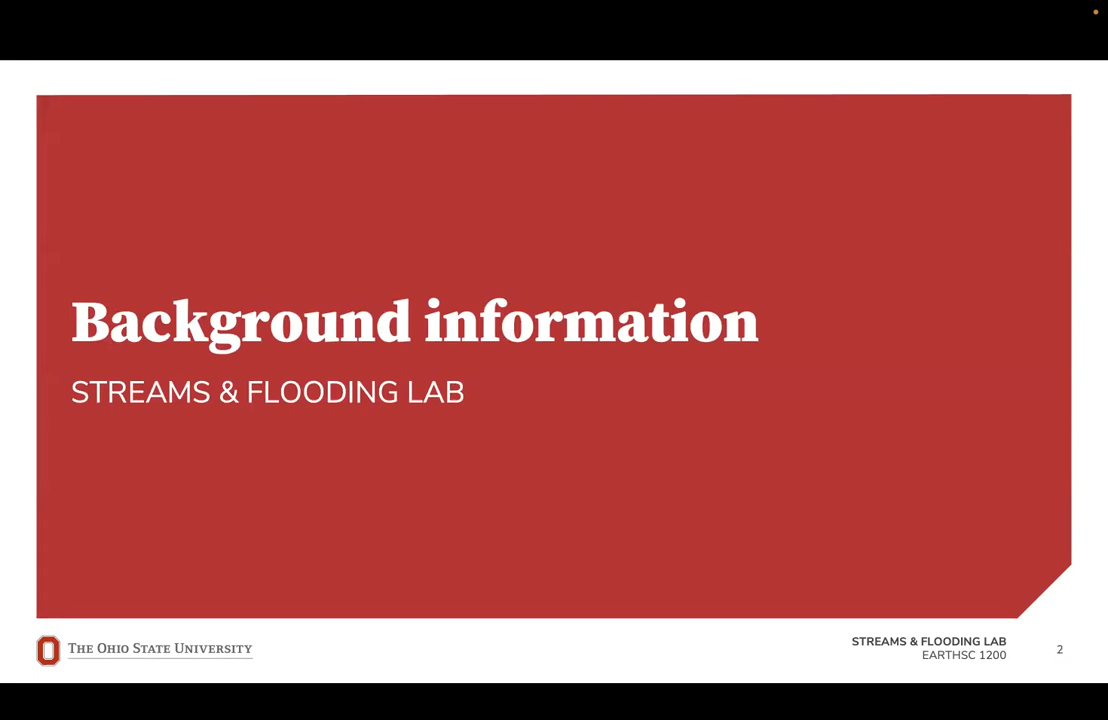 Background information
STREAMS & FLOODING LAB
THE OHIO STATE UNIVERSITY
STREAMS & FLOODING LAB
EARTHSC 1200
2